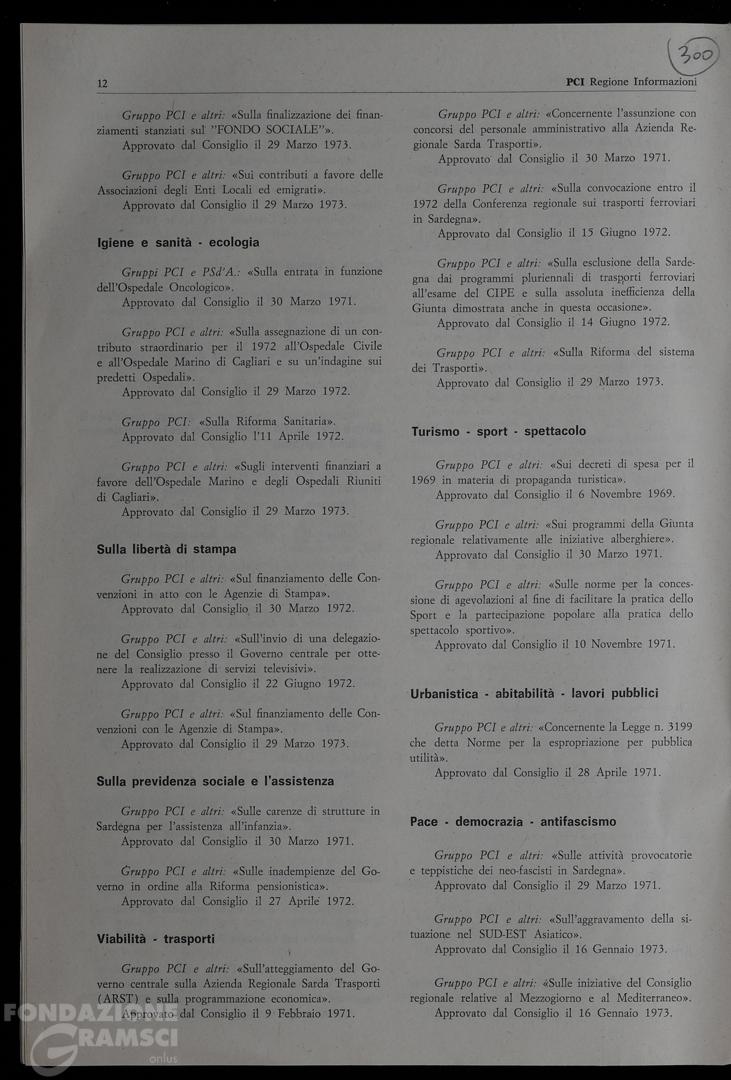 300
12
PCI Regione Informazioni
Gruppo PCI e altri: «Sulla finalizzazione dei finan-
ziamenti stanziati sul "FONDO SOCIALE"».
Approvato dal Consiglio il 29 Marzo 1973.
Gruppo PCI e altri: «Sui contributi a favore delle
Associazioni degli Enti Locali ed emigrati».
Approvato dal Consiglio il 29 Marzo 1973.
Igiene e sanità - ecologia
Gruppi PCI e PSd'A.: «Sulla entrata in funzione
dell'Ospedale Oncologico».
Approvato dal Consiglio il 30 Marzo 1971.
Gruppo PCI e altri: «Sulla assegnazione di un con-
tributo straordinario per il 1972 all'Ospedale Civile
e all'Ospedale Marino di Cagliari e su un'indagine sui
predetti Ospedali».
Approvato dal Consiglio il 29 Marzo 1972.
Gruppo PCI: «Sulla Riforma Sanitaria».
Approvato dal Consiglio l'11 Aprile 1972.
Gruppo PCI e altri: «Sugli interventi finanziari a
favore dell'Ospedale Marino e degli Ospedali Riuniti
di Cagliari».
Approvato dal Consiglio il 29 Marzo 1973.
Sulla libertà di stampa
Gruppo PCI e altri: «Sul finanziamento delle Con-
venzioni in atto con le Agenzie di Stampa».
Approvato dal Consiglio il 30 Marzo 1972.
Gruppo PCI e altri: «Sull'invio di una delegazio-
ne del Consiglio presso il Governo centrale per otte-
nere la realizzazione di servizi televisivi».
Approvato dal Consiglio il 22 Giugno 1972.
Gruppo PCI e altri: «Sul finanziamento delle Con-
venzioni con le Agenzie di Stampa».
Approvato dal Consiglio il 29 Marzo 1973.
Sulla previdenza sociale e l'assistenza
Gruppo PCI e altri: «Sulle carenze di strutture in
Sardegna per l'assistenza all'infanzia».
Approvato dal Consiglio il 30 Marzo 1971.
Gruppo PCI e altri: «Sulle inadempienze del Go-
verno in ordine alla Riforma pensionistica».
Approvato dal Consiglio il 27 Aprile 1972.
Viabilità - trasporti
Gruppo PCI e altri: «Sull'atteggiamento del Go-
verno centrale sulla Azienda Regionale Sarda Trasporti
(ARST) e sulla programmazione economica».
Approvato dal Consiglio il 9 Febbraio 1971.
Gruppo PCI e altri: «Concernente l'assunzione con
concorsi del personale amministrativo alla Azienda Re-
gionale Sarda Trasporti».
Approvato dal Consiglio il 30 Marzo 1971.
Gruppo PCI e altri: «Sulla convocazione entro il
1972 della Conferenza regionale sui trasporti ferroviari
in Sardegna».
Approvato dal Consiglio il 15 Giugno 1972.
Gruppo PCI e altri: «Sulla esclusione della Sarde-
gna dai programmi pluriennali di trasporti ferroviari
all'esame del CIPE e sulla assoluta inefficienza della
Giunta dimostrata anche in questa occasione».
Approvato dal Consiglio il 14 Giugno 1972.
Gruppo PCI e altri: «Sulla Riforma del sistema
dei Trasporti».
Approvato dal Consiglio il 29 Marzo 1973.
Turismo - sport - spettacolo
Gruppo PCI e altri: «Sui decreti di spesa per il
1969 in materia di propaganda turistica».
Approvato dal Consiglio il 6 Novembre 1969.
Gruppo PCI e altri: «Sui programmi della Giunta
regionale relativamente alle iniziative alberghiere».
Approvato dal Consiglio il 30 Marzo 1971.
Gruppo PCI e altri: «Sulle norme per la conces-
sione di agevolazioni al fine di facilitare la pratica dello
Sport e la partecipazione popolare alla pratica dello
spettacolo sportivo».
Approvato dal Consiglio il 10 Novembre 1971.
Urbanistica - abitabilità - lavori pubblici
Gruppo PCI e altri: «Concernente la Legge n. 3199
che detta Norme per la espropriazione per pubblica
utilità».
Approvato dal Consiglio il 28 Aprile 1971.
Pace - democrazia - antifascismo
Gruppo PCI e altri: «Sulle attività provocatorie
e teppistiche dei neo-fascisti in Sardegna».
Approvato dal Consiglio il 29 Marzo 1971.
Gruppo PCI e altri: «Sull'aggravamento della si-
tuazione nel SUD-EST Asiatico».
Approvato dal Consiglio il 16 Gennaio 1973.
Gruppo PCI e altri: «Sulle iniziative del Consiglio
regionale relative al Mezzogiorno e al Mediterraneo».
Approvato dal Consiglio il 16 Gennaio 1973.
FONDAZIONE
GRAMSCI
onlus